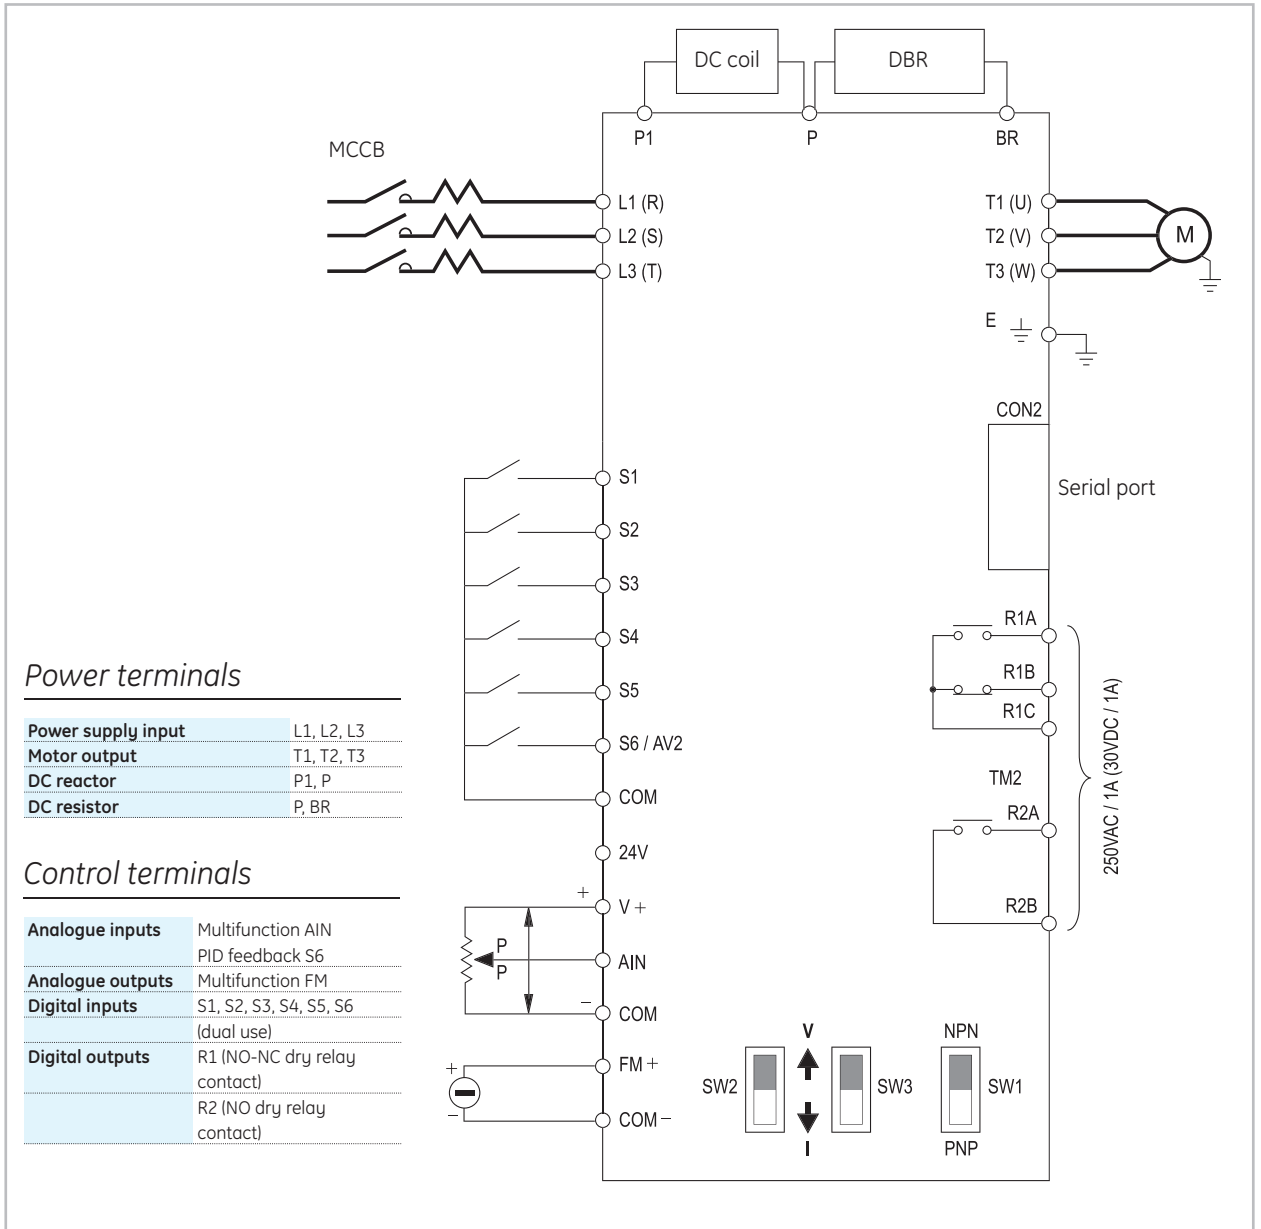 DC coil
DBR
P1
P
BR
MCCB
L1 (R)
L2 (S)
L3 (T)
T1 (U)
T2 (V)
T3 (W)
M
E
CON2
Serial port
S1
S2
S3
S4
S5
S6 / AV2
COM
24V
+
V +
P
P
AIN
–
COM
+
FM +
–
COM –
R1A
R1B
R1C
TM2
R2A
R2B
250VAC / 1A (30VDC / 1A)
V
I
SW2
SW3
NPN
SW1
PNP
Power terminals
Power supply input L1, L2, L3
Motor output T1, T2, T3
DC reactor P1, P
DC resistor P, BR
Control terminals
Analogue inputs Multifunction AIN
PID feedback S6
Analogue outputs Multifunction FM
Digital inputs S1, S2, S3, S4, S5, S6
(dual use)
Digital outputs R1 (NO-NC dry relay
contact)
R2 (NO dry relay
contact)